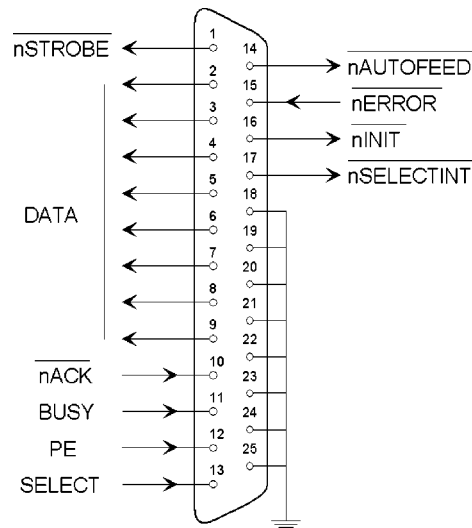 nSTROBE
1
2
3
4
5
6
7
8
9
10
11
12
13
DATA
nACK
BUSY
PE
SELECT
14
15
16
17
18
19
20
21
22
23
24
25
nAUTOFEED
nERROR
nINIT
nSELECTINT